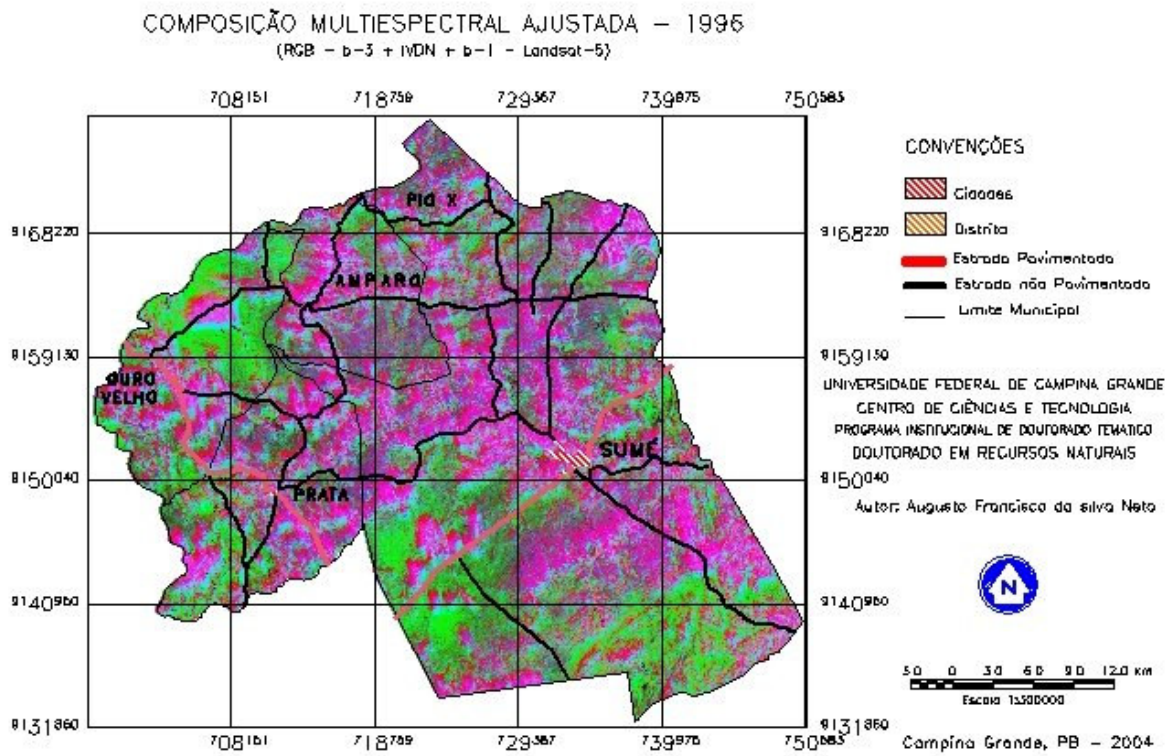 COMPOSIÇÃO MULTIESPECTRAL AJUSTADA – 1996
(RGB – b-3 + IVDN + b-1 – Landsat-5)
708151 718759 729367 739975 750583
CONVENÇÕES
Cidades
Distrito
Estrada Pavimentada
Estrada não Pavimentada
Limite Municipal
9168220 9168220
PIO X
AMPARO
9159130 9159130
OURO
VELHO
UNIVERSIDADE FEDERAL DE CAMPINA GRANDE
CENTRO DE CIÊNCIAS E TECNOLOGIA
PROGRAMA INSTITUCIONAL DE DOUTORADO TEMÁTICO
DOUTORADO EM RECURSOS NATURAIS
SUMÉ
9150040 9150040
PRATA
Autor: Augusto Francisco da silva Neto
N
9140950 9140950
3.0 0 3.0 6.0 9.0 12.0 km
Escala 1:300000
9131860 9131860
708151 718759 729367 739975 750583
Campina Grande, PB – 2004